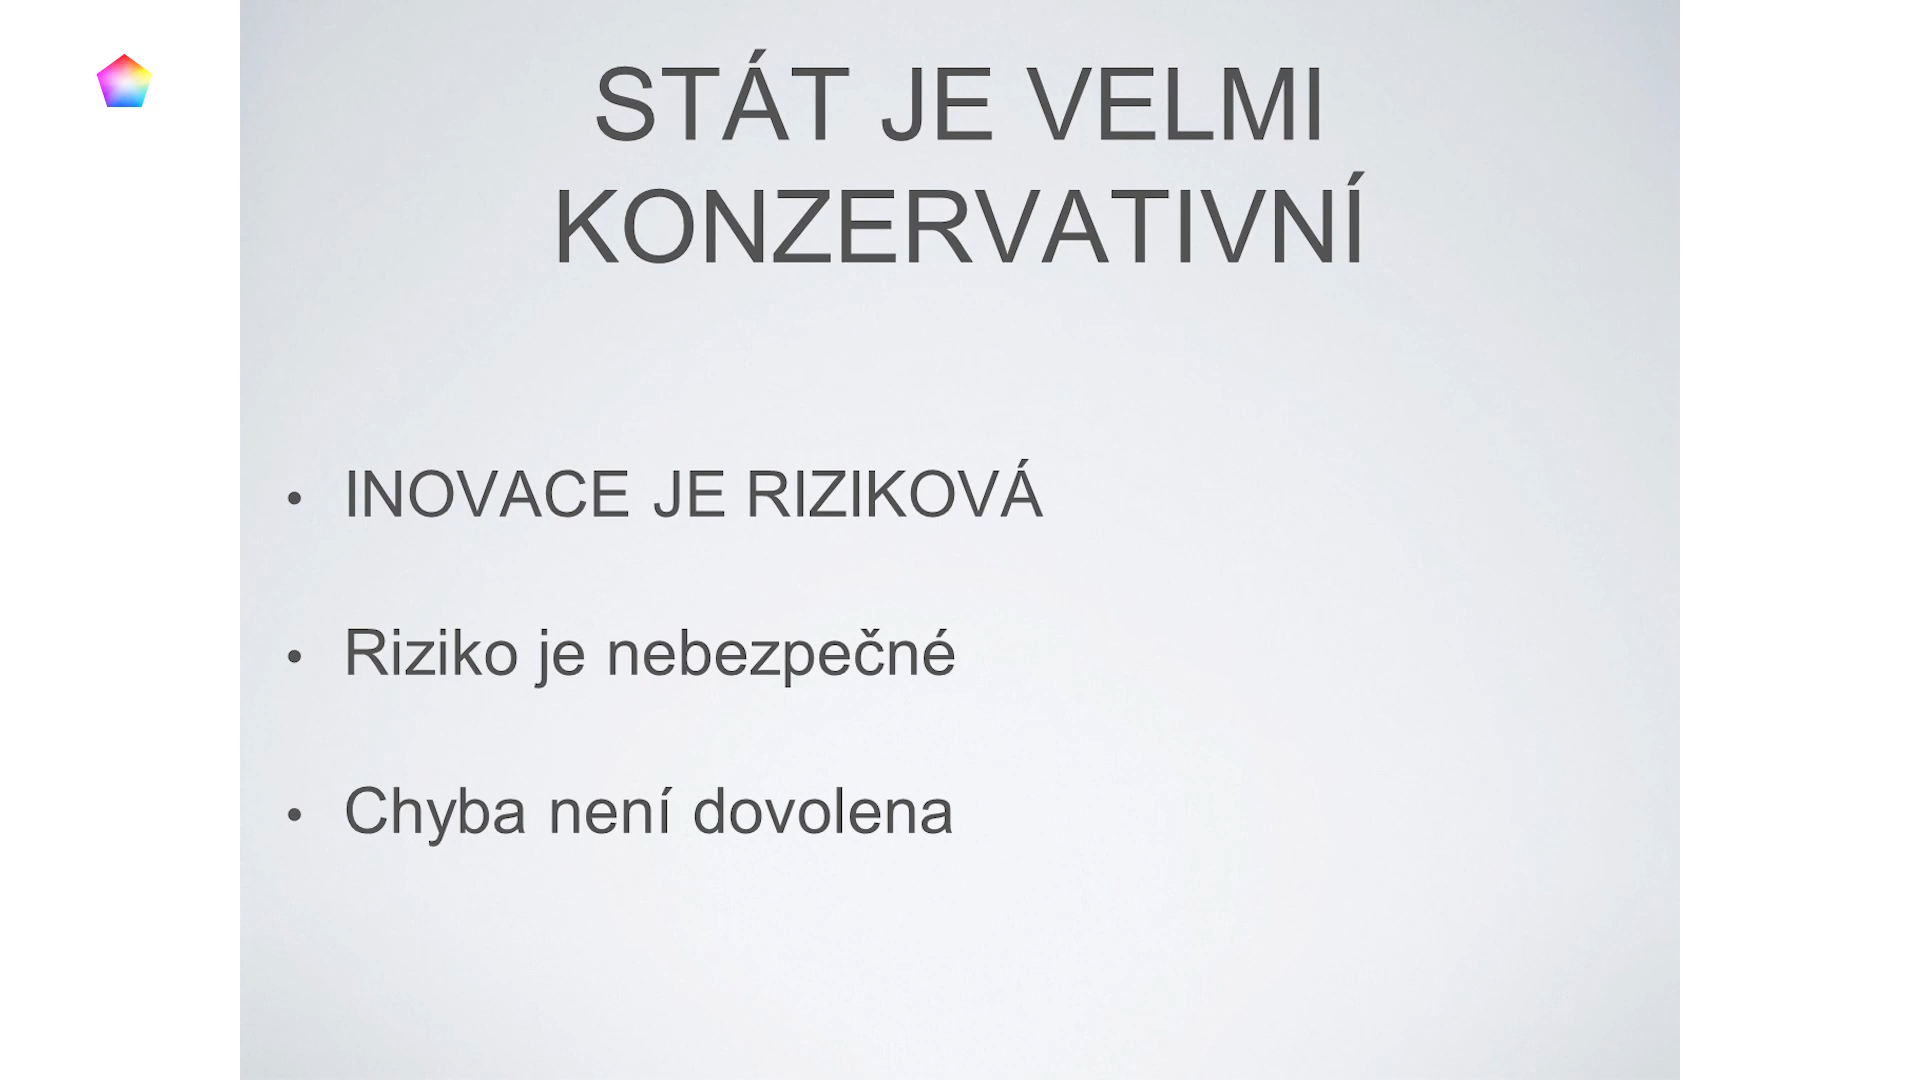 STÁT JE VELMI
KONZERVATIVNÍ
• INOVACE JE RIZIKOVÁ
• Riziko je nebezpečné
• Chyba není dovolena